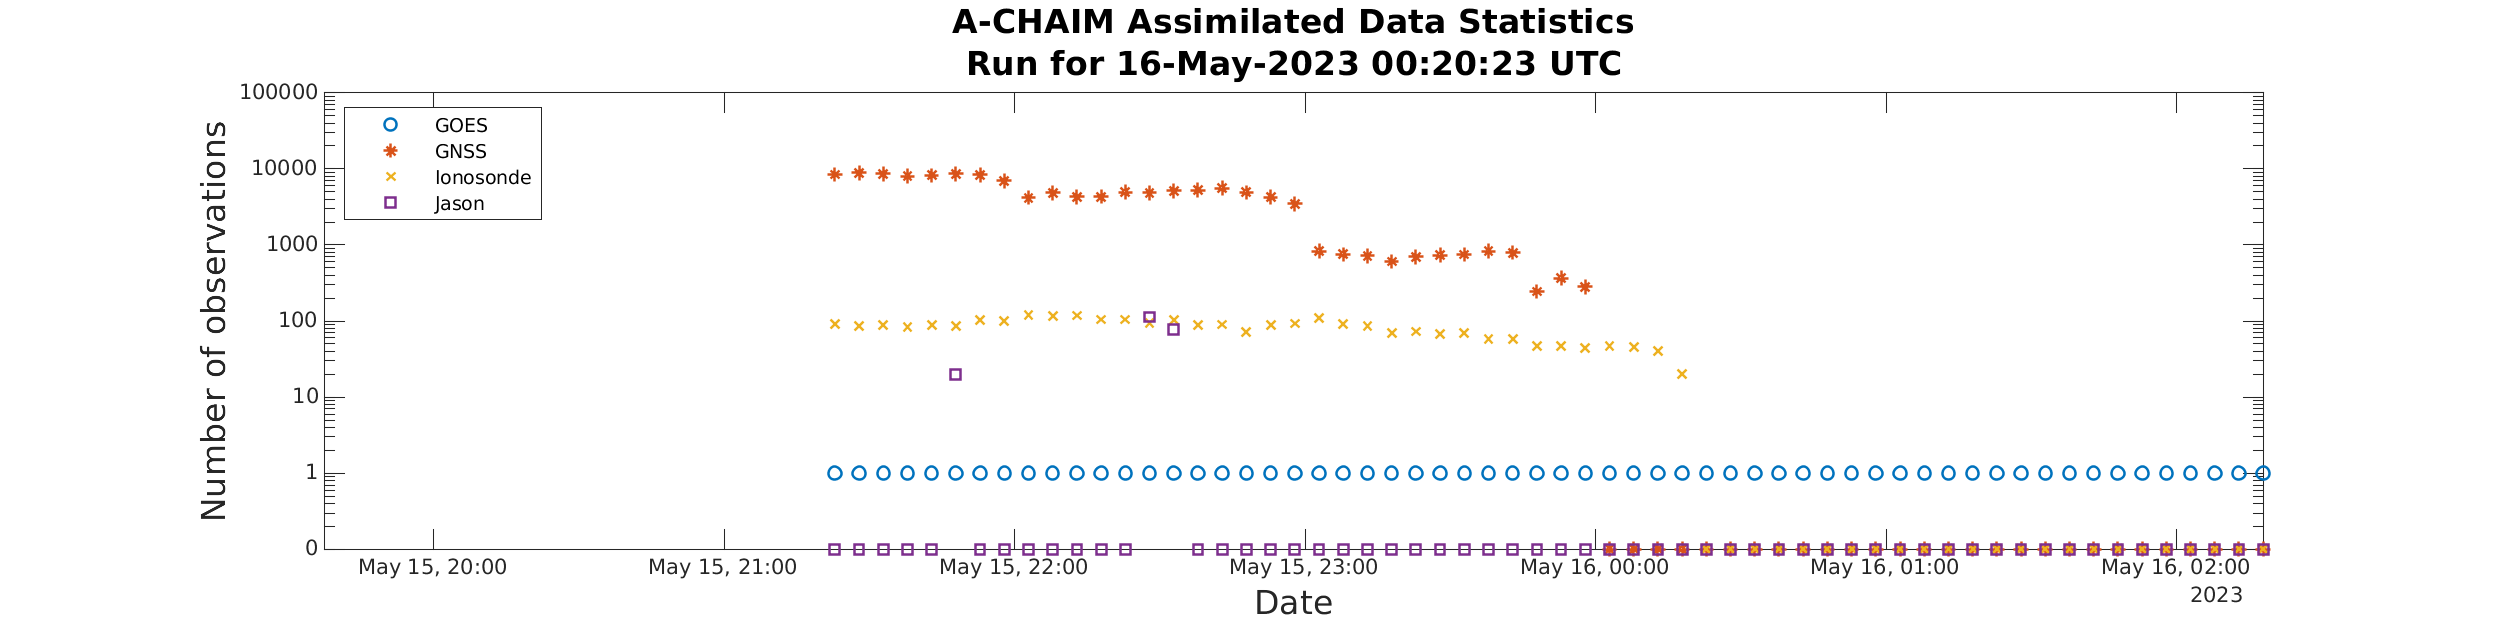 A-CHAIM Assimilated Data Statistics
Run for 16-May-2023 00:20:23 UTC
100000
10000
1000
100
10
1
0
Number of observations
GOES
GNSS
Ionosonde
Jason
May 15, 20:00
May 15, 21:00
May 15, 22:00
May 15, 23:00
May 16, 00:00
May 16, 01:00
May 16, 02:00
2023
Date